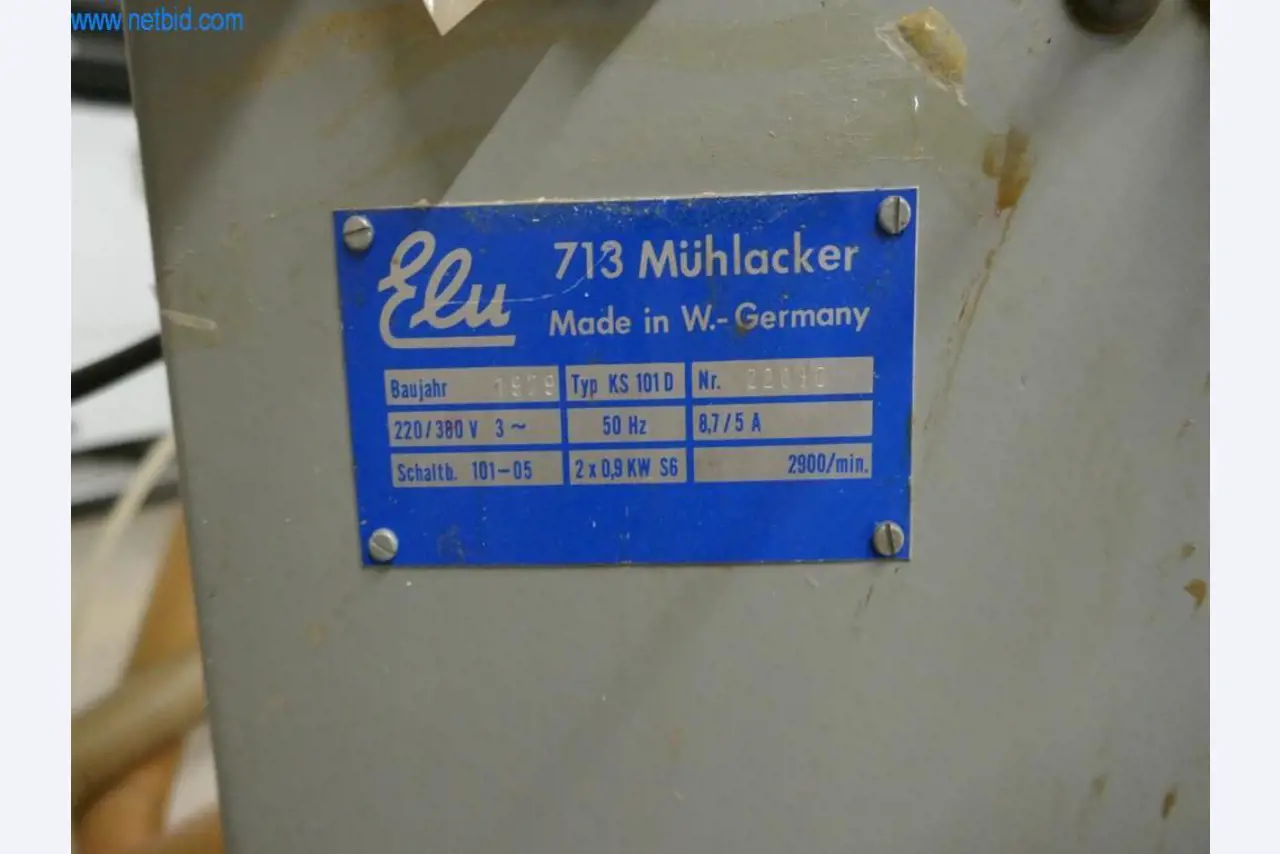 www.netbid.com
Elu
713 Mühlacker
Made in W.-Germany
Baujahr 1979 Typ KS 101 D Nr.
220/380 V 3 ~ 50 Hz 8,7/5 A
Schaltb. 101-05 2 x 0,9 KW S6 2900/min.